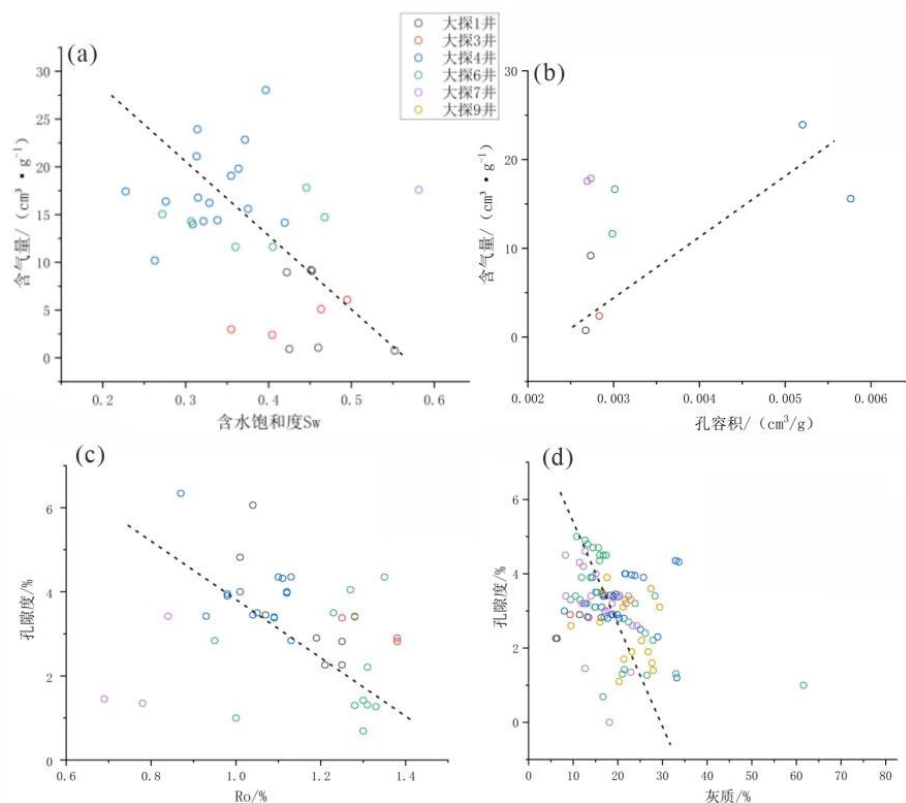 (a)
大探1井
大探3井
大探4井
大探6井
大探7井
大探9井
含气量/（cm³•g⁻¹）
30
25
20
15
10
5
0
0.2 0.3 0.4 0.5 0.6
含水饱和度Sw
(b)
含气量/（cm³•g⁻¹）
30
20
10
0
0.002 0.003 0.004 0.005 0.006
孔容积/（cm³/g）
(c)
孔隙度/%
6
4
2
0
0.6 0.8 1.0 1.2 1.4
Ro/%
(d)
孔隙度/%
6
4
2
0
0 10 20 30 40 50 60 70 80
灰质/%